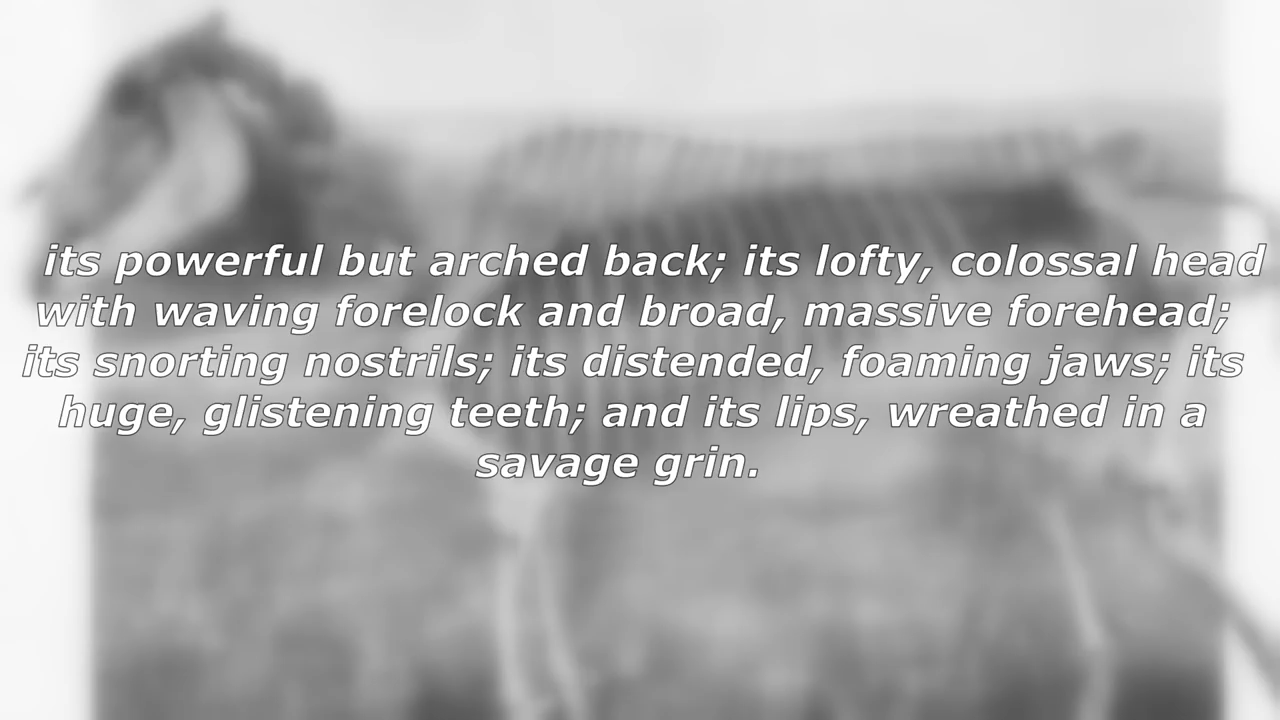 its powerful but arched back; its lofty, colossal head
with waving forelock and broad, massive forehead;
its snorting nostrils; its distended, foaming jaws; its
huge, glistening teeth; and its lips, wreathed in a
savage grin.